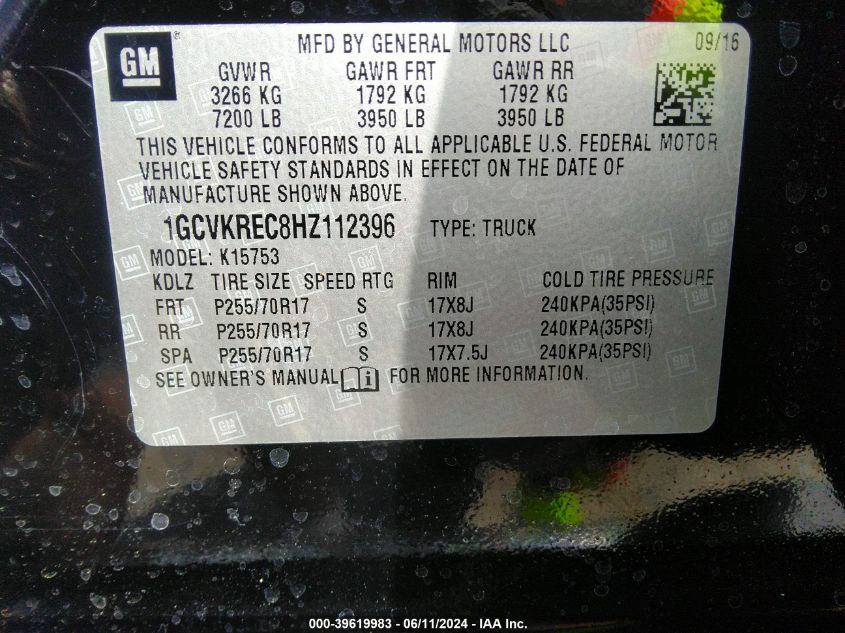 GM
MFD BY GENERAL MOTORS LLC 09/16
GVWR GAWR FRT GAWR RR
3266 KG 1792 KG 1792 KG
7200 LB 3950 LB 3950 LB
THIS VEHICLE CONFORMS TO ALL APPLICABLE U.S. FEDERAL MOTOR
VEHICLE SAFETY STANDARDS IN EFFECT ON THE DATE OF
MANUFACTURE SHOWN ABOVE.
1GCVKREC8HZ112396 TYPE: TRUCK
MODEL: K15753
KDLZ TIRE SIZE SPEED RTG RIM COLD TIRE PRESSURE
FRT P255/70R17 S 17X8J 240KPA(35PSI)
RR P255/70R17 S 17X8J 240KPA(35PSI)
SPA P255/70R17 S 17X7.5J 240KPA(35PSI)
SEE OWNER'S MANUAL FOR MORE INFORMATION.
000-39619983 / 06/11/2024 - IAA Inc.